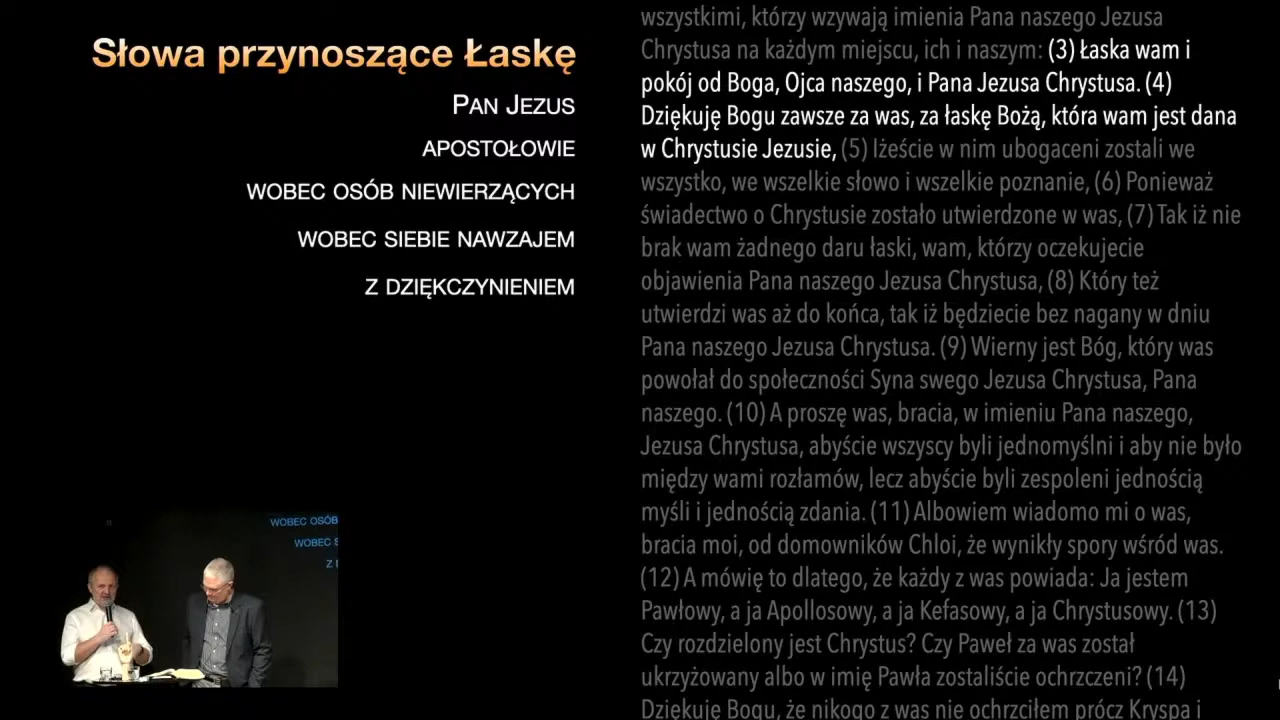 Słowa przynoszące Łaskę
Pan Jezus
apostołowie
wobec osób niewierzących
wobec siebie nawzajem
z dziękczynieniem
wszystkimi, którzy wzywają imienia Pana naszego Jezusa
Chrystusa na każdym miejscu, ich i naszym: (3) Łaska wam i
pokój od Boga, Ojca naszego, i Pana Jezusa Chrystusa. (4)
Dziękuję Bogu zawsze za was, za łaskę Bożą, która wam jest dana
w Chrystusie Jezusie, (5) Iżeście w nim ubogaceni zostali we
wszystko, we wszelkie słowo i wszelkie poznanie, (6) Ponieważ
świadectwo o Chrystusie zostało utwierdzone w was, (7) Tak iż nie
brak wam żadnego daru łaski, wam, którzy oczekujecie
objawienia Pana naszego Jezusa Chrystusa, (8) Który też
utwierdzi was aż do końca, tak iż będziecie bez nagany w dniu
Pana naszego Jezusa Chrystusa. (9) Wierny jest Bóg, który was
powołał do społeczności Syna swego Jezusa Chrystusa, Pana
naszego. (10) A proszę was, bracia, w imieniu Pana naszego,
Jezusa Chrystusa, abyście wszyscy byli jednomyślni i aby nie było
między wami rozłamów, lecz abyście byli zespoleni jednością
myśli i jednością zdania. (11) Albowiem wiadomo mi o was,
bracia moi, od domowników Chloi, że wynikły spory wśród was.
(12) A mówię to dlatego, że każdy z was powiada: Ja jestem
Pawłowy, a ja Apollosowy, a ja Kefasowy, a ja Chrystusowy. (13)
Czy rozdzielony jest Chrystus? Czy Paweł za was został
ukrzyżowany albo w imię Pawła zostaliście ochrzczeni? (14)
Dziękuję Bogu, że nikogo z was nie ochrzciłem prócz Kryspa i
wobec osób
wobec s
z